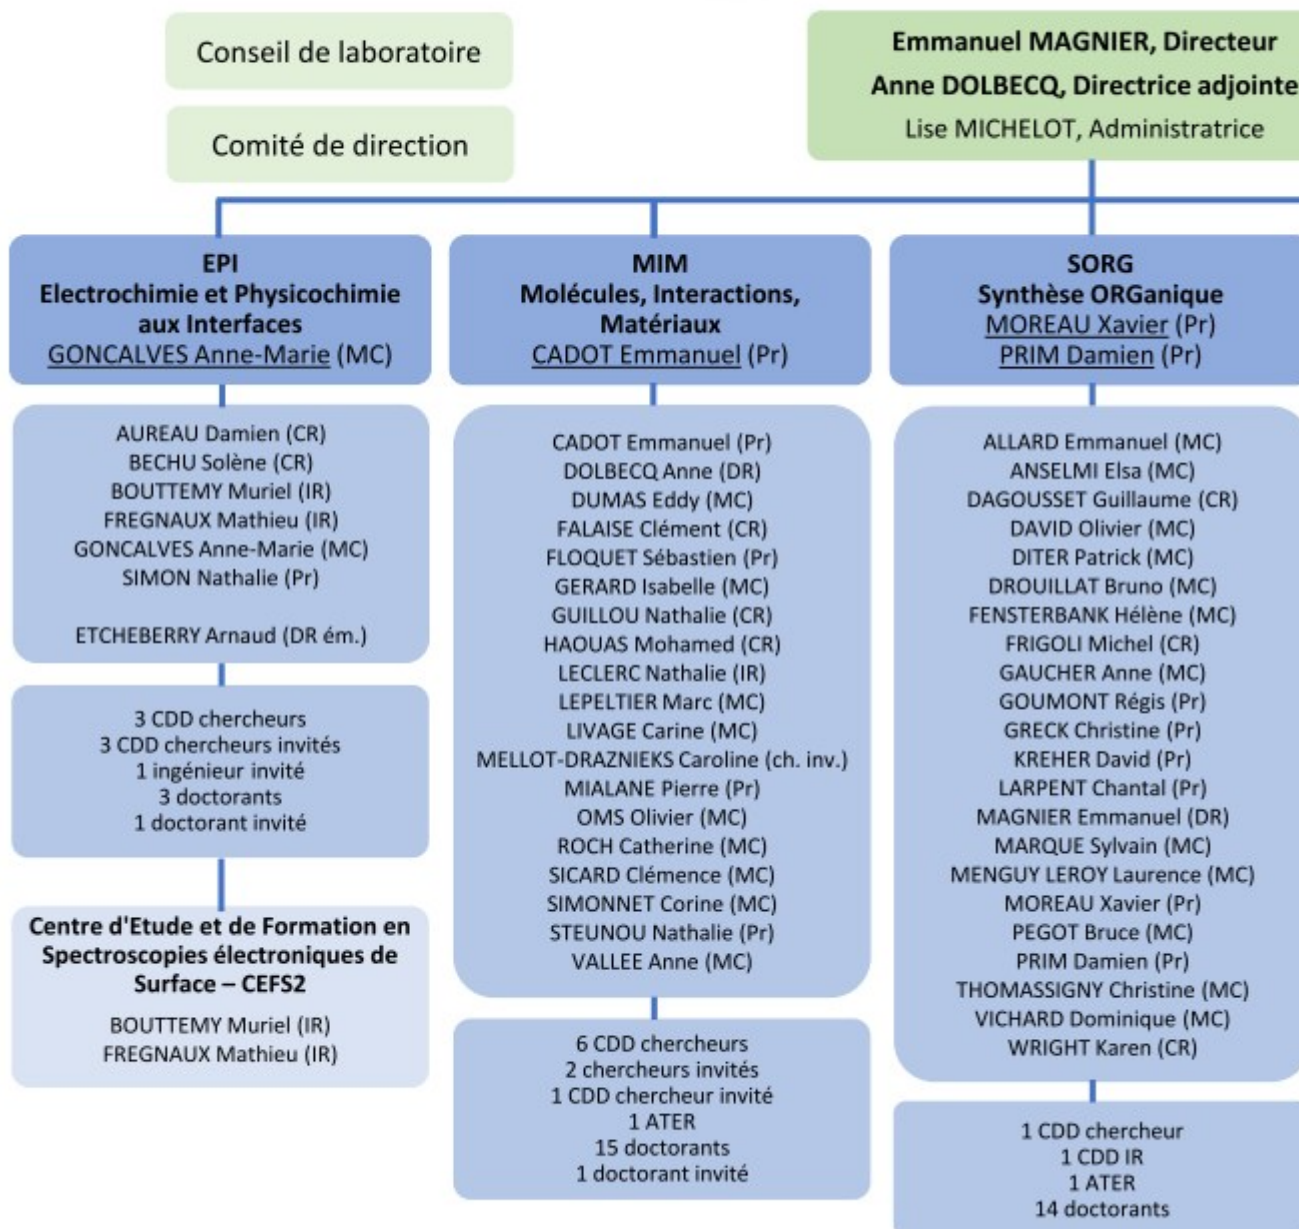 Conseil de laboratoire
Comité de direction
Emmanuel MAGNIER, Directeur
Anne DOLBECQ, Directrice adjointe
Lise MICHELOT, Administratrice
EPI
Electrochimie et Physicochimie
aux Interfaces
GONCALVES Anne-Marie (MC)
AUREAU Damien (CR)
BECHU Solène (CR)
BOUTTEMY Muriel (IR)
FREGNAUX Mathieu (IR)
GONCALVES Anne-Marie (MC)
SIMON Nathalie (Pr)
ETCHEBERRY Arnaud (DR ém.)
3 CDD chercheurs
3 CDD chercheurs invités
1 ingénieur invité
3 doctorants
1 doctorant invité
Centre d'Etude et de Formation en
Spectroscopies électroniques de
Surface – CEFS2
BOUTTEMY Muriel (IR)
FREGNAUX Mathieu (IR)
MIM
Molécules, Interactions,
Matériaux
CADOT Emmanuel (Pr)
CADOT Emmanuel (Pr)
DOLBECQ Anne (DR)
DUMAS Eddy (MC)
FALAISE Clément (CR)
FLOQUET Sébastien (Pr)
GERARD Isabelle (MC)
GUILLOU Nathalie (CR)
HAOUAS Mohamed (CR)
LECLERC Nathalie (IR)
LEPELTIER Marc (MC)
LIVAGE Carine (MC)
MELLOT-DRAZNIEKS Caroline (ch. inv.)
MIALANE Pierre (Pr)
OMS Olivier (MC)
ROCH Catherine (MC)
SICARD Clémence (MC)
SIMONNET Corine (MC)
STEUNOU Nathalie (Pr)
VALLEE Anne (MC)
6 CDD chercheurs
2 chercheurs invités
1 CDD chercheur invité
1 ATER
15 doctorants
1 doctorant invité
SORG
Synthèse ORGanique
MOREAU Xavier (Pr)
PRIM Damien (Pr)
ALLARD Emmanuel (MC)
ANSELMI Elsa (MC)
DAGOUSSET Guillaume (CR)
DAVID Olivier (MC)
DITER Patrick (MC)
DROUILLAT Bruno (MC)
FENSTERBANK Hélène (MC)
FRIGOLI Michel (CR)
GAUCHER Anne (MC)
GOUMONT Régis (Pr)
GRECK Christine (Pr)
KREHER David (Pr)
LARPENT Chantal (Pr)
MAGNIER Emmanuel (DR)
MARQUE Sylvain (MC)
MENGUY LEROY Laurence (MC)
MOREAU Xavier (Pr)
PEGOT Bruce (MC)
PRIM Damien (Pr)
THOMASSIGNY Christine (MC)
VICHARD Dominique (MC)
WRIGHT Karen (CR)
1 CDD chercheur
1 CDD IR
1 ATER
14 doctorants